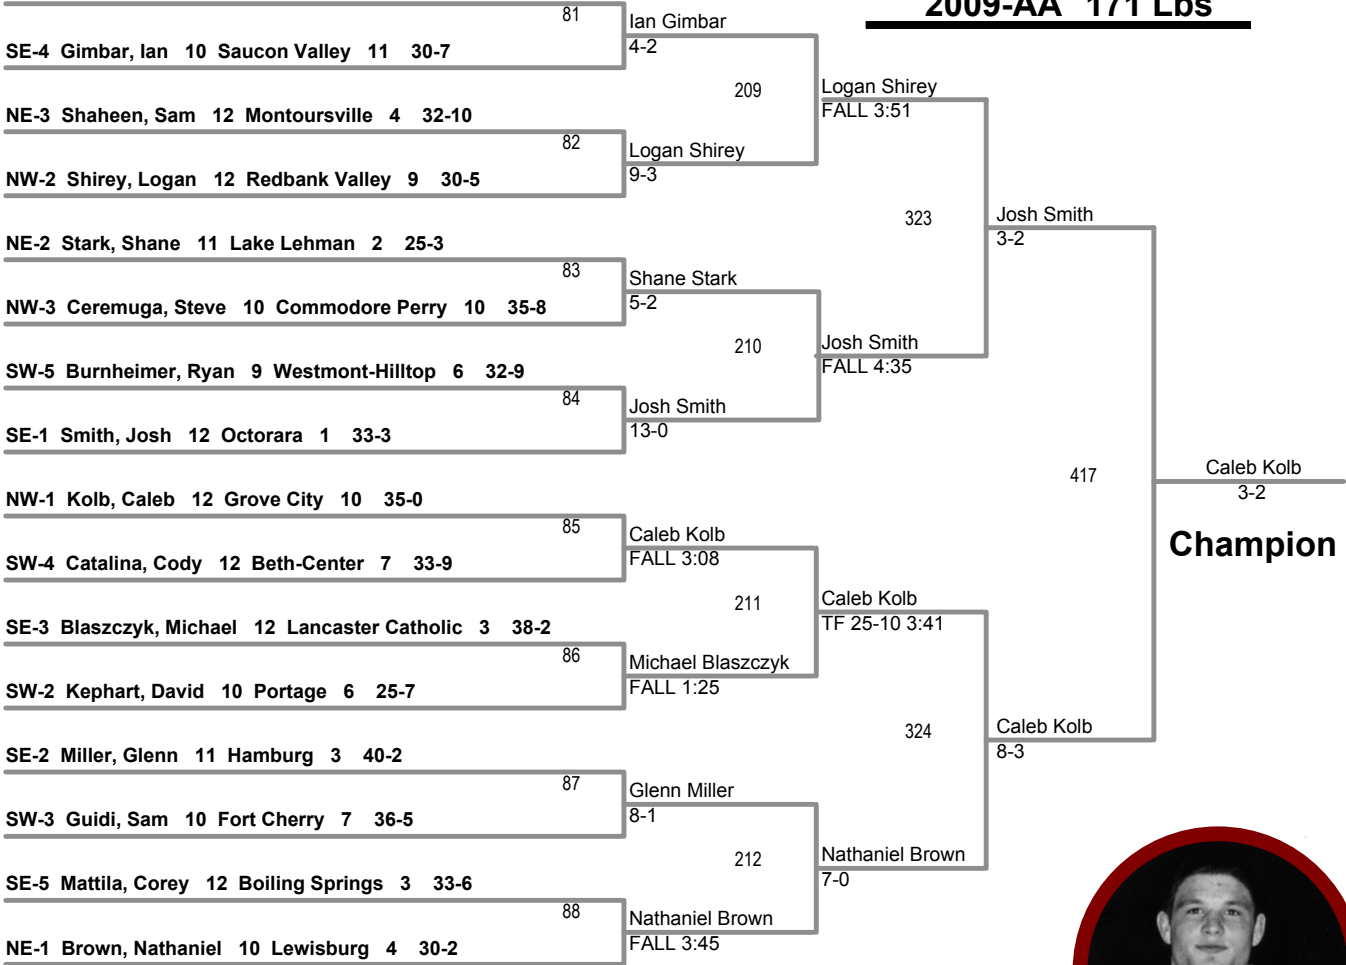 2009-AA 171 Lbs
81
Ian Gimbar
SE-4 Gimbar, Ian 10 Saucon Valley 11 30-7
4-2
209
Logan Shirey
FALL 3:51
NE-3 Shaheen, Sam 12 Montoursville 4 32-10
82
Logan Shirey
9-3
NW-2 Shirey, Logan 12 Redbank Valley 9 30-5
323
Josh Smith
3-2
NE-2 Stark, Shane 11 Lake Lehman 2 25-3
83
Shane Stark
5-2
NW-3 Ceremuga, Steve 10 Commodore Perry 10 35-8
210
Josh Smith
FALL 4:35
SW-5 Burnheimer, Ryan 9 Westmont-Hilltop 6 32-9
84
Josh Smith
13-0
SE-1 Smith, Josh 12 Octorara 1 33-3
417
Caleb Kolb
3-2
Champion
NW-1 Kolb, Caleb 12 Grove City 10 35-0
85
Caleb Kolb
FALL 3:08
SW-4 Catalina, Cody 12 Beth-Center 7 33-9
211
Caleb Kolb
TF 25-10 3:41
SE-3 Blaszczyk, Michael 12 Lancaster Catholic 3 38-2
86
Michael Blaszczyk
FALL 1:25
SW-2 Kephart, David 10 Portage 6 25-7
324
Caleb Kolb
8-3
SE-2 Miller, Glenn 11 Hamburg 3 40-2
87
Glenn Miller
8-1
SW-3 Guidi, Sam 10 Fort Cherry 7 36-5
212
Nathaniel Brown
7-0
SE-5 Mattila, Corey 12 Boiling Springs 3 33-6
88
Nathaniel Brown
FALL 3:45
NE-1 Brown, Nathaniel 10 Lewisburg 4 30-2